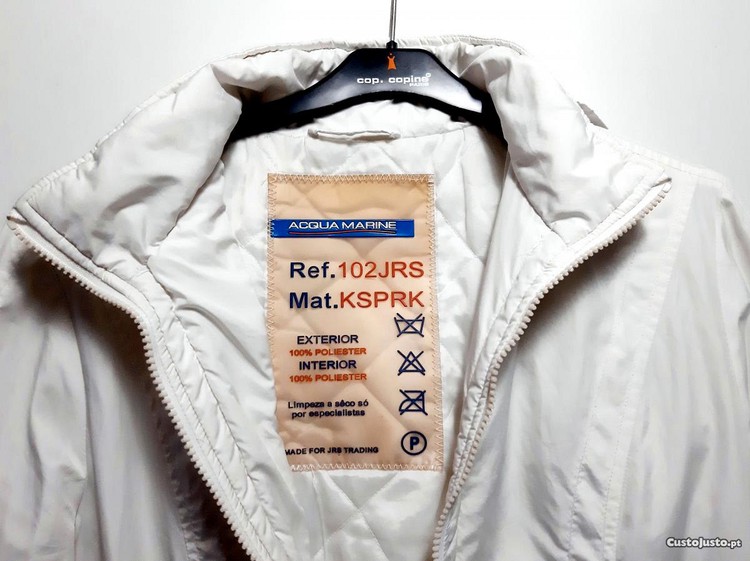 cop. copine
ACQUA MARINE
Ref.102JRS
Mat.KSPRK
EXTERIOR
100% POLIESTER
INTERIOR
100% POLIESTER
Limpeza a sêco só
por especialistas
P
MADE FOR JRS TRADING
CustoJusto.pt